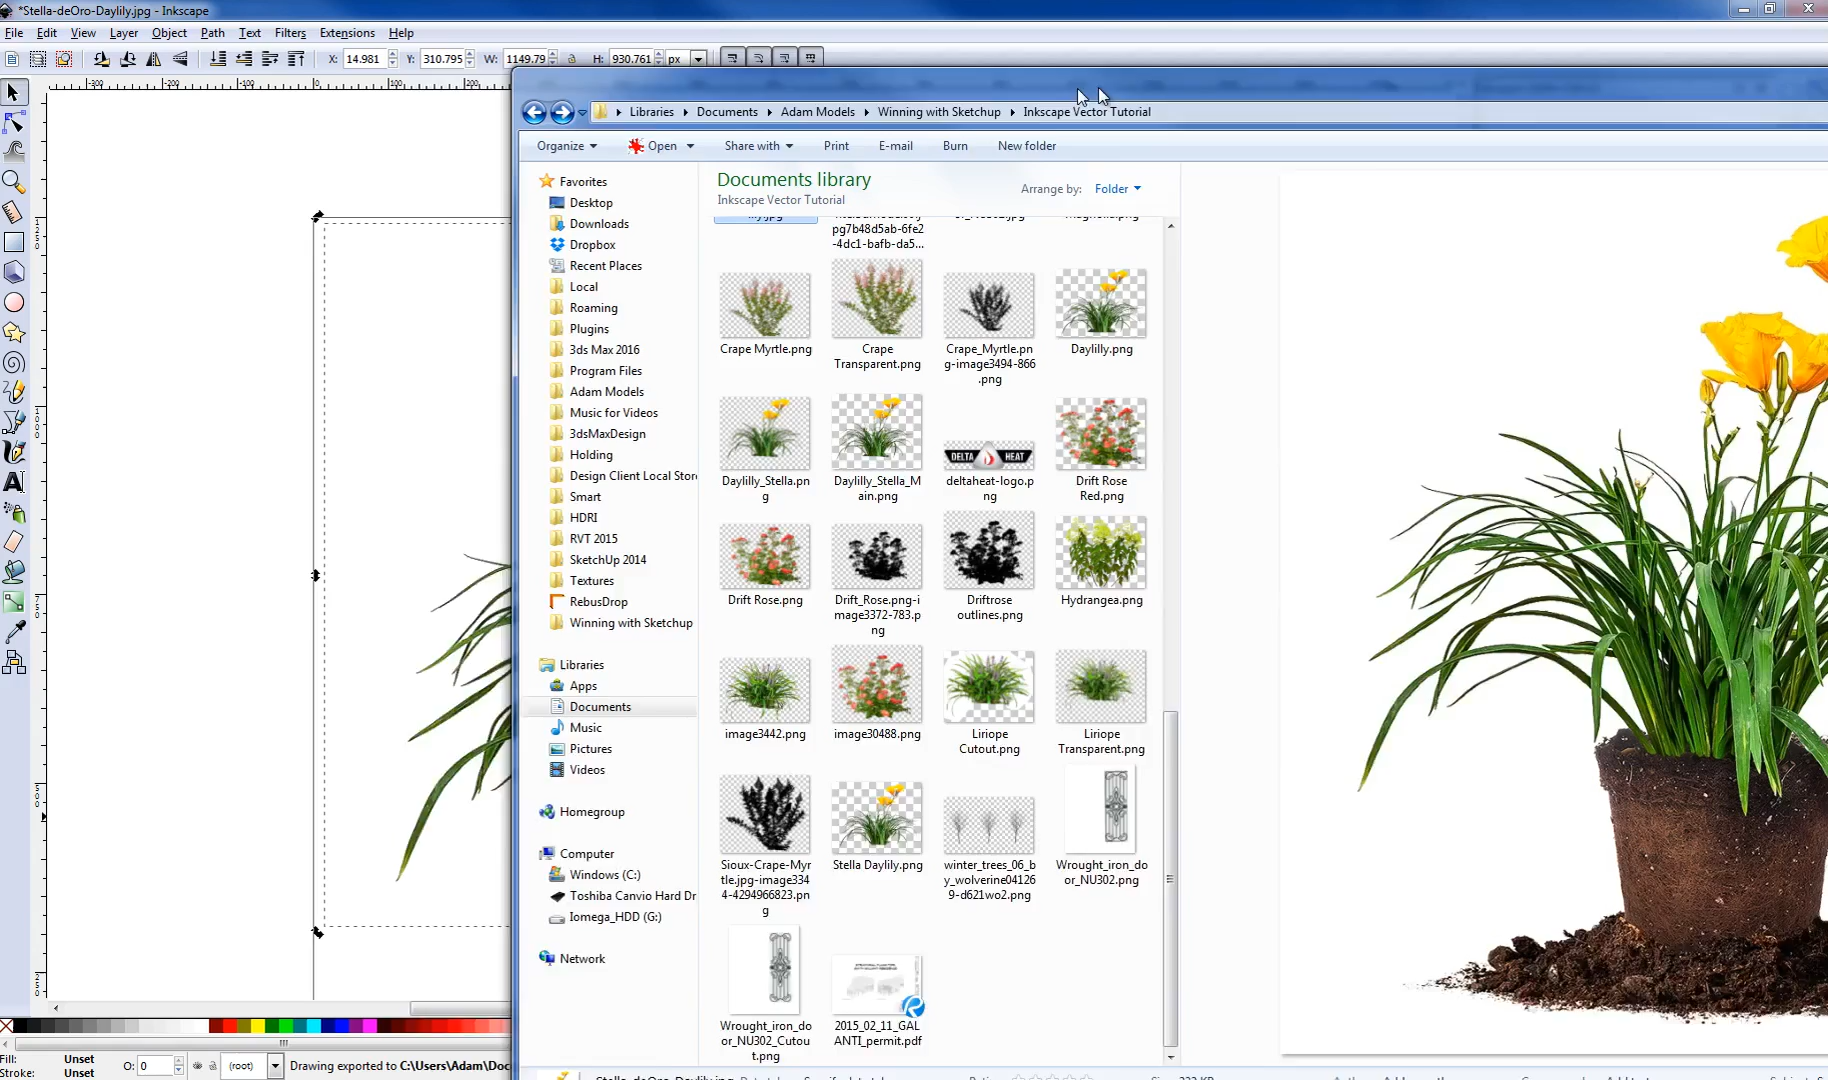 *Stella-deOro-Daylily.jpg - Inkscape
File Edit View Layer Object Path Text Filters Extensions Help
X: 14.981 Y: 310.795 W: 1149.79 H: 930.761 px
Libraries Documents Adam Models Winning with Sketchup Inkscape Vector Tutorial
Organize Open Share with Print E-mail Burn New folder
Documents library
Inkscape Vector Tutorial
Arrange by: Folder
Favorites
Desktop
Downloads
Dropbox
Recent Places
Local
Roaming
Plugins
3ds Max 2016
Program Files
Adam Models
Music for Videos
3dsMaxDesign
Holding
Design Client Local Stor
Smart
HDRI
RVT 2015
SketchUp 2014
Textures
RebusDrop
Winning with Sketchup
Libraries
Apps
Documents
Music
Pictures
Videos
Homegroup
Computer
Windows (C:)
Toshiba Canvio Hard Dr
Iomega_HDD (G:)
Network
pg7b48d5ab-6fe2
-4dc1-bafb-da5...
Crape Myrtle.png
Crape
Transparent.png
Crape_Myrtle.pn
g-image3494-866
.png
Daylilly.png
Daylilly_Stella.pn
g
Daylilly_Stella_M
ain.png
DELTA HEAT
deltaheat-logo.p
ng
Drift Rose
Red.png
Drift Rose.png
Drift_Rose.png-i
mage3372-783.p
ng
Driftrose
outlines.png
Hydrangea.png
image3442.png
image30488.png
Liriope
Cutout.png
Liriope
Transparent.png
Sioux-Crape-Myr
tle.jpg-image334
4-4294966823.pn
g
Stella Daylily.png
winter_trees_06_b
y_wolverine04126
9-d621wo2.png
Wrought_iron_do
or_NU302.png
Wrought_iron_do
or_NU302_Cutou
t.png
2015_02_11_GAL
ANTI_permit.pdf
Fill: Unset
Stroke: Unset
O: 0
(root)
Drawing exported to C:\Users\Adam\Doc